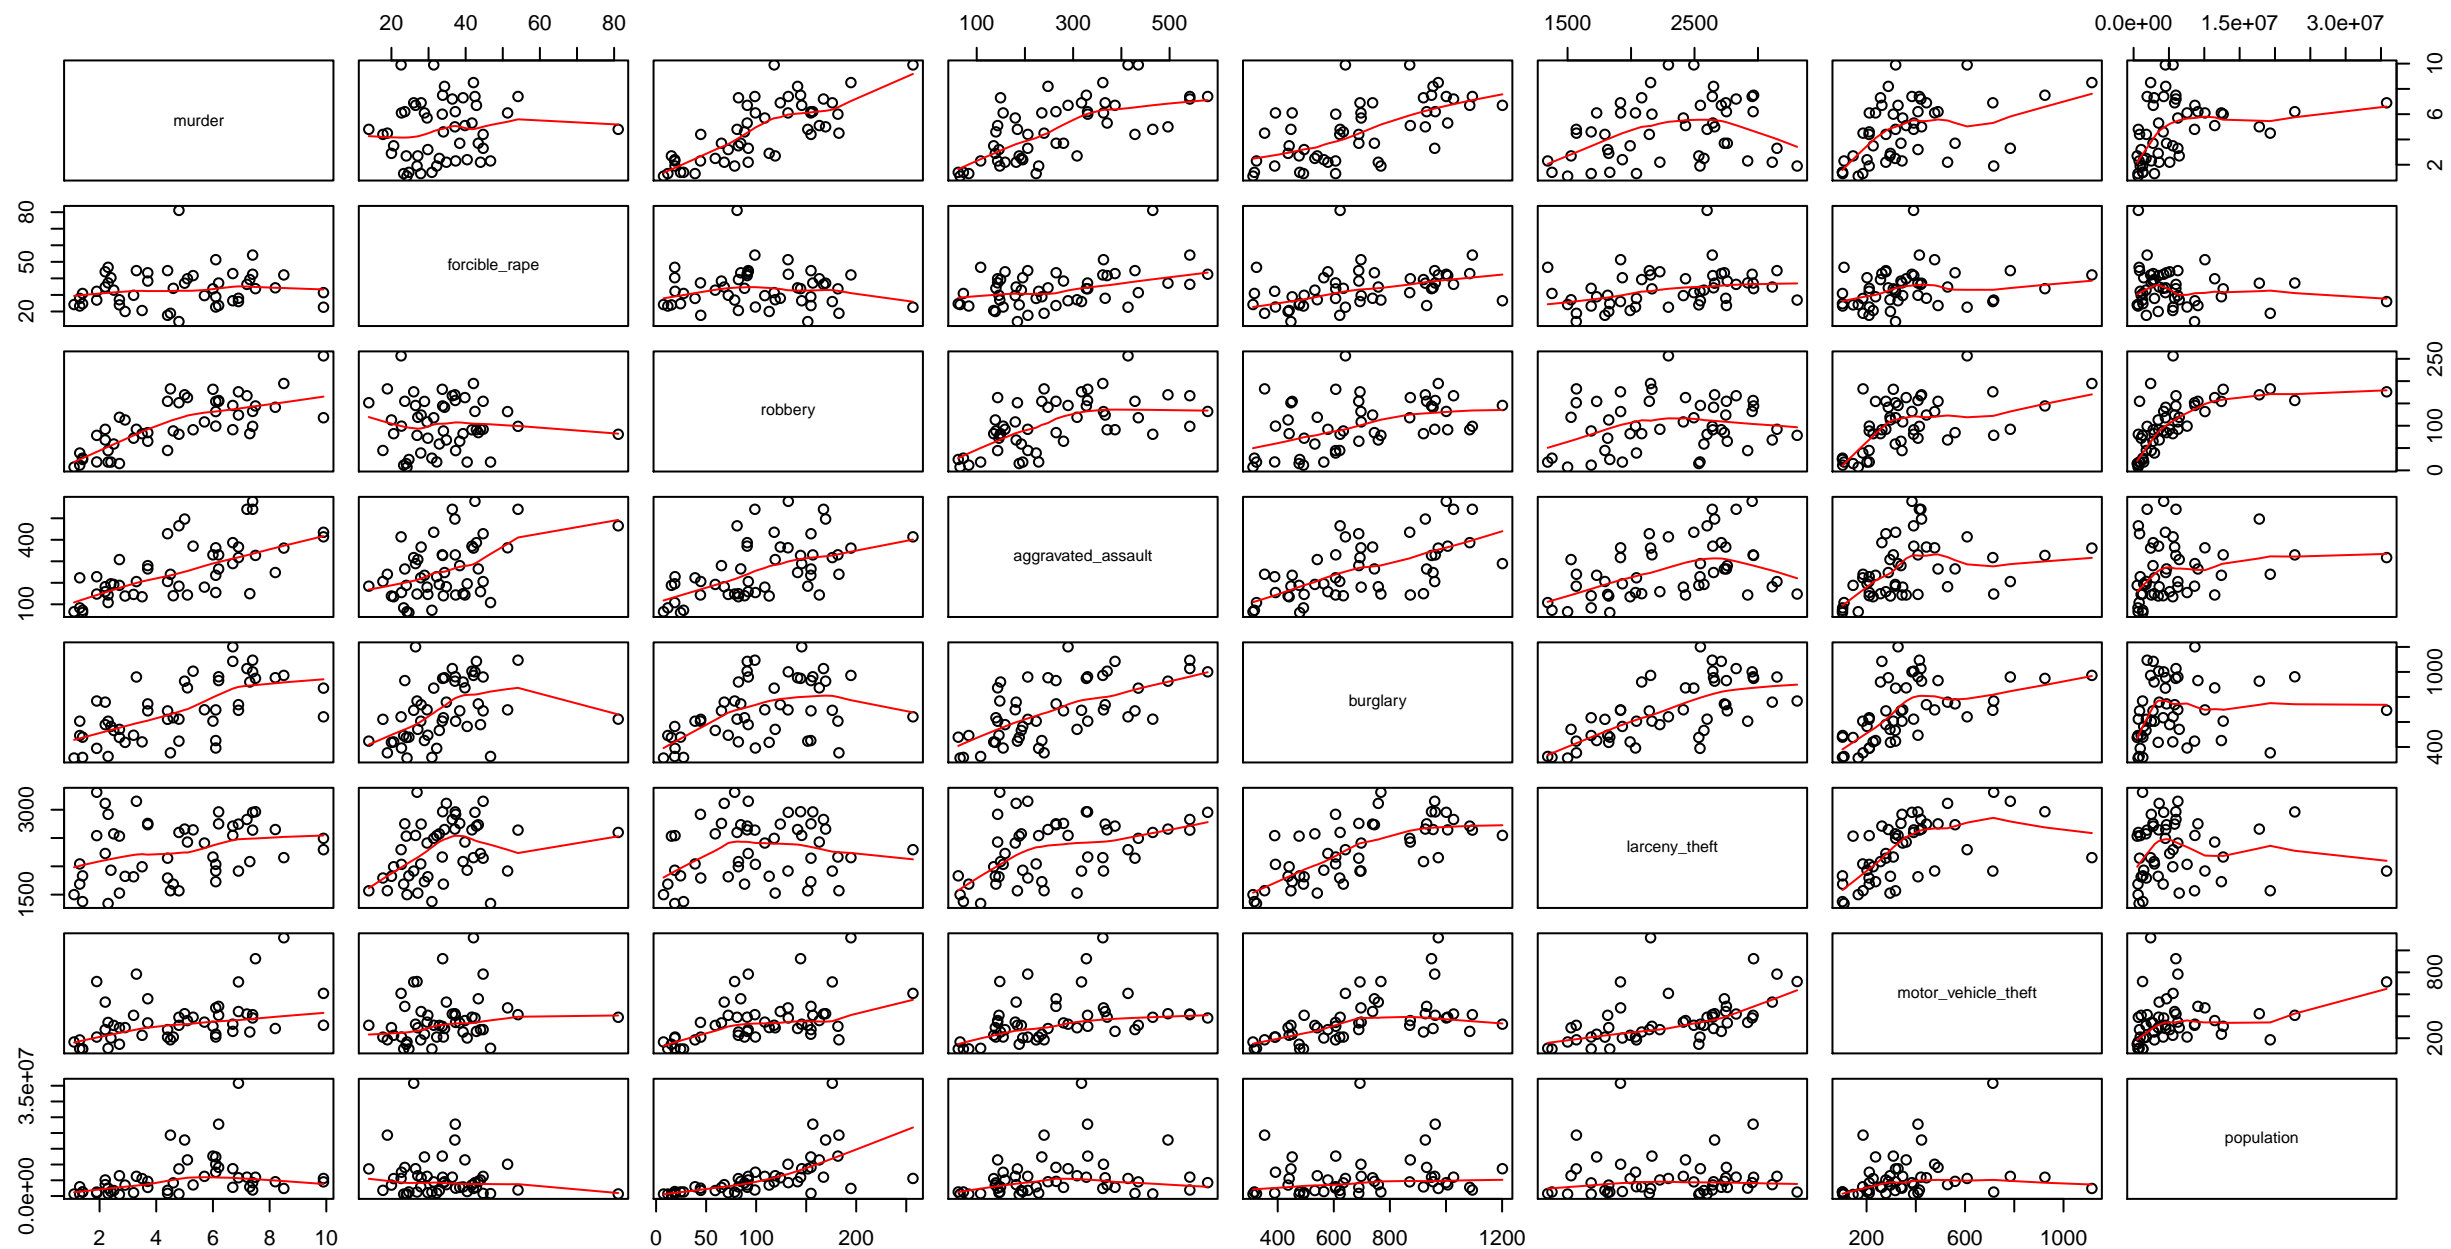 20 40 60 80 100 300 500 1500 2500 0.0e+00 1.5e+07 3.0e+07
murder 2 6 10
20 50 80 forcible_rape
robbery 0 100 250
100 400 aggravated_assault
burglary 400 1000
1500 3000 larceny_theft
motor_vehicle_theft 200 800
0.0e+00 3.5e+07 population
2 4 6 8 10 0 50 100 200 400 600 800 1200 200 600 1000